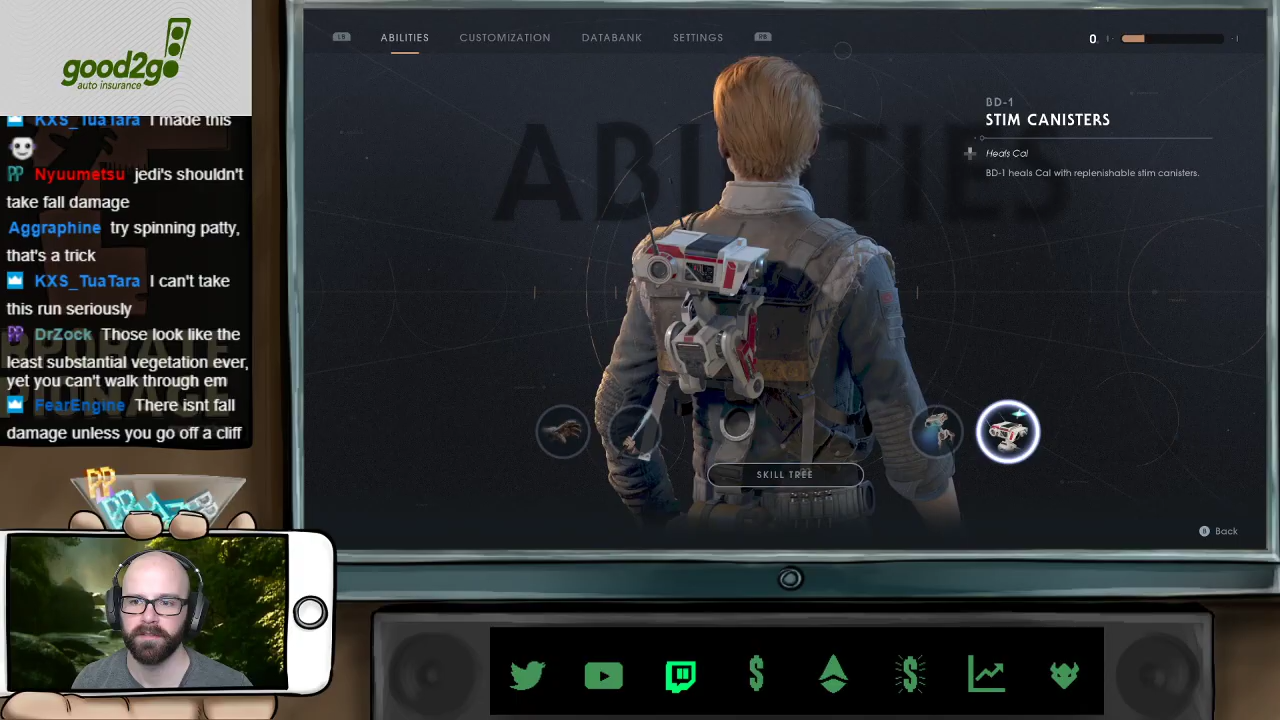 good2go
auto insurance
KXS_TuaTara I made this
Nyuumetsu jedi's shouldn't
take fall damage
Aggraphine try spinning patty,
that's a trick
KXS_TuaTara I can't take
this run seriously
DrZock Those look like the
least substantial vegetation ever,
yet you can't walk through em
FearEngine There isnt fall
damage unless you go off a cliff
LB ABILITIES CUSTOMIZATION DATABANK SETTINGS RB
0
ABILITIES
BD-1
STIM CANISTERS
Heals Cal
BD-1 heals Cal with replenishable stim canisters.
SKILL TREE
B Back